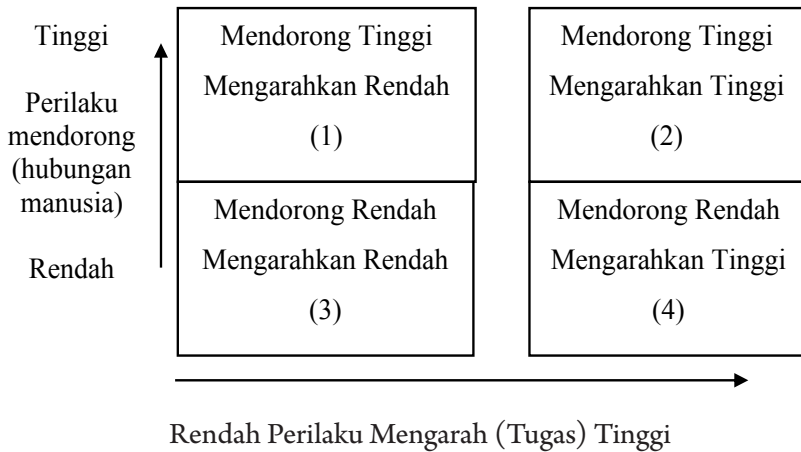 Tinggi
Perilaku
mendorong
(hubungan
manusia)
Rendah
Mendorong Tinggi
Mengarahkan Rendah
(1)
Mendorong Tinggi
Mengarahkan Tinggi
(2)
Mendorong Rendah
Mengarahkan Rendah
(3)
Mendorong Rendah
Mengarahkan Tinggi
(4)
Rendah Perilaku Mengarah (Tugas) Tinggi